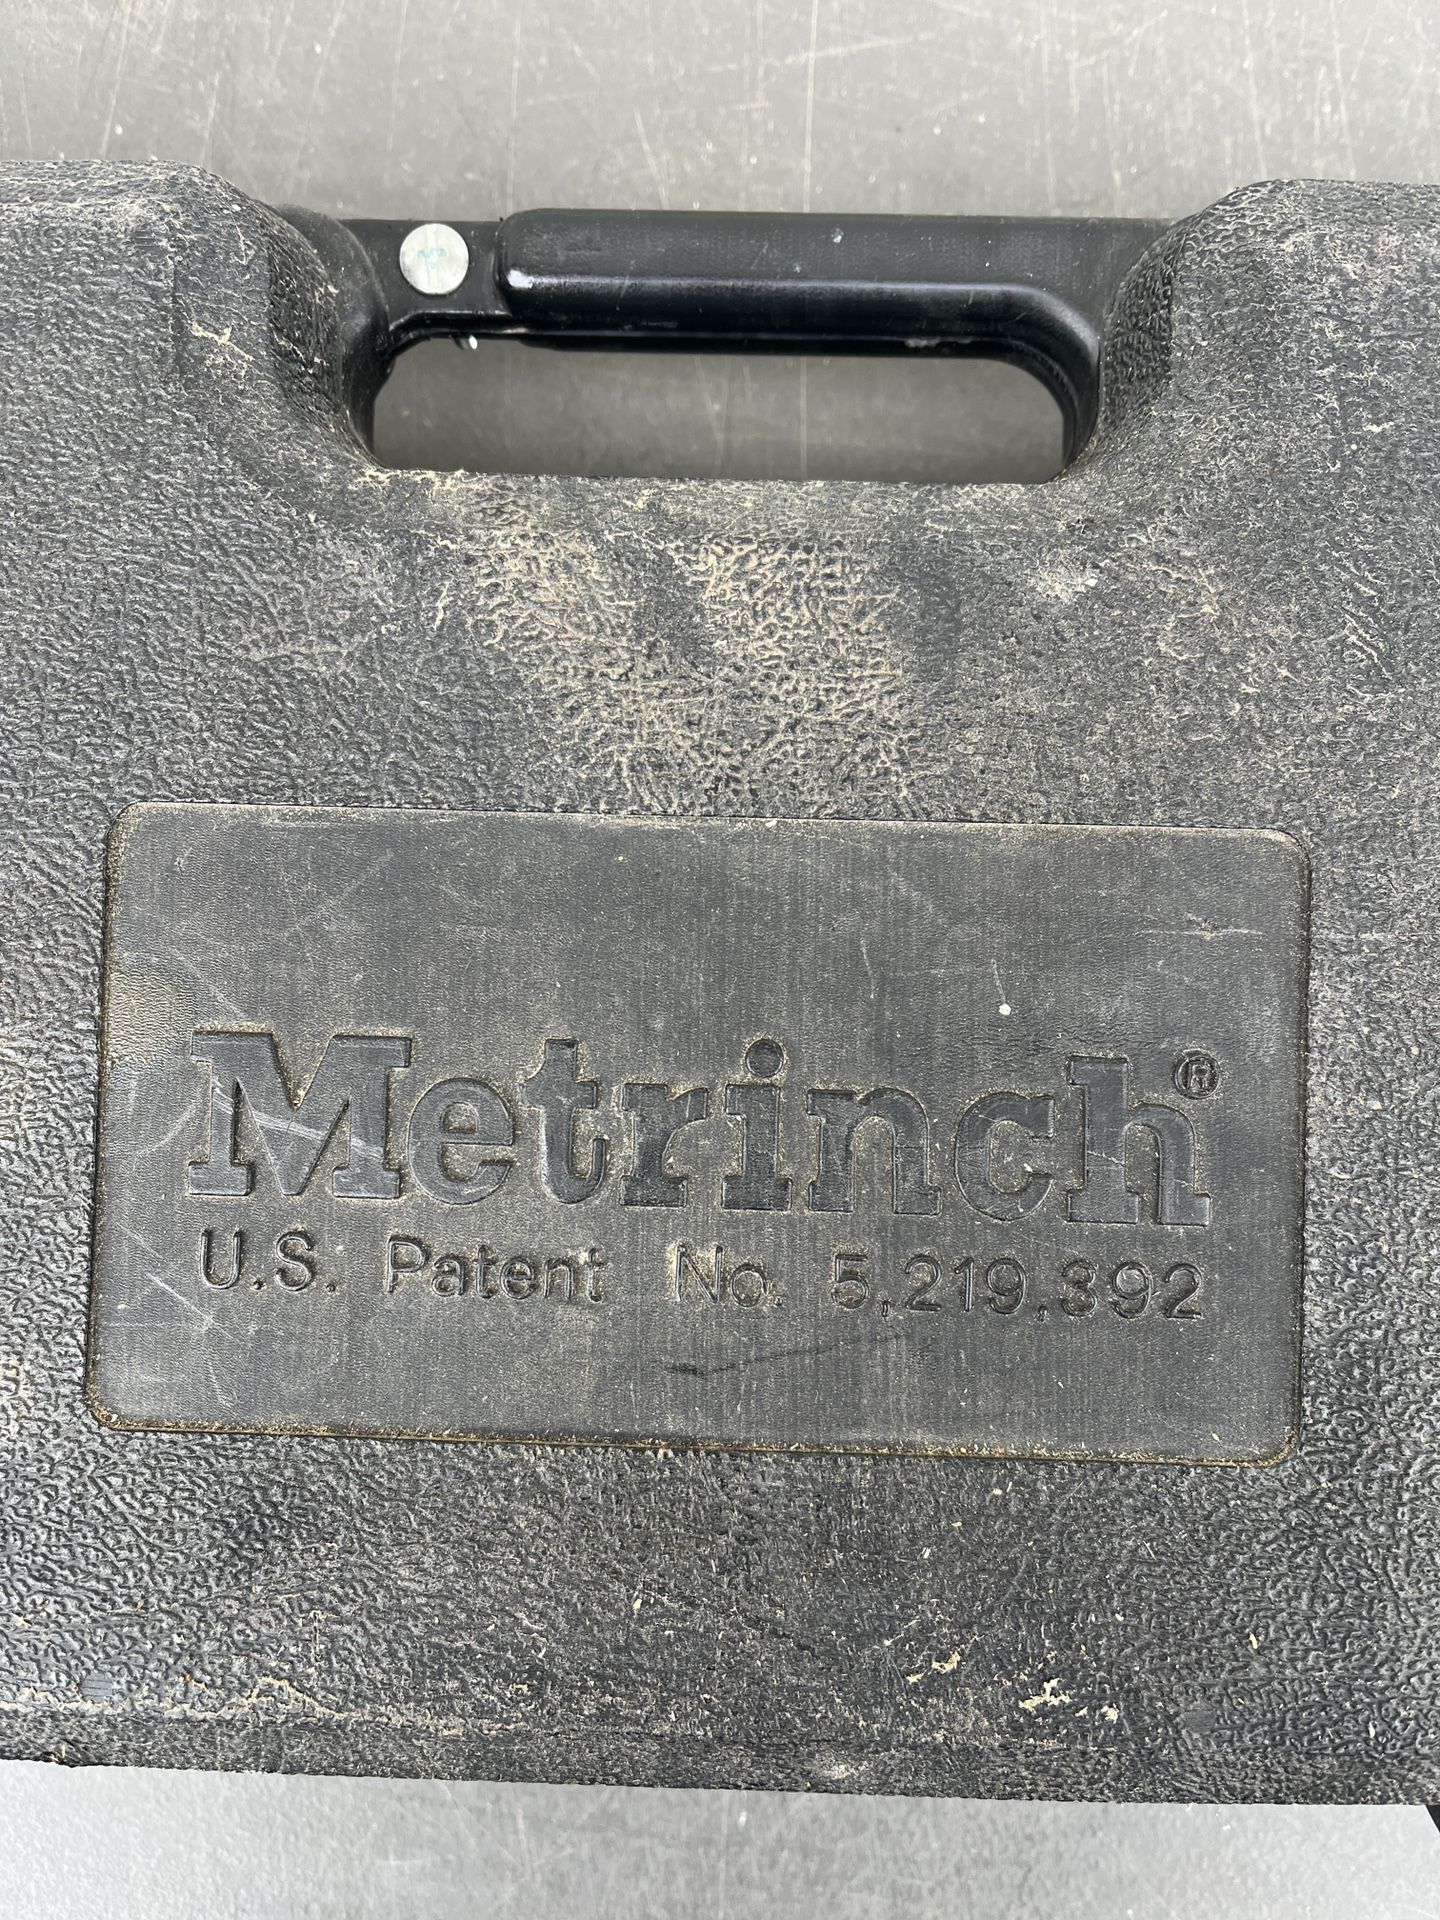 Metrinch®
U.S. Patent No. 5,219,392